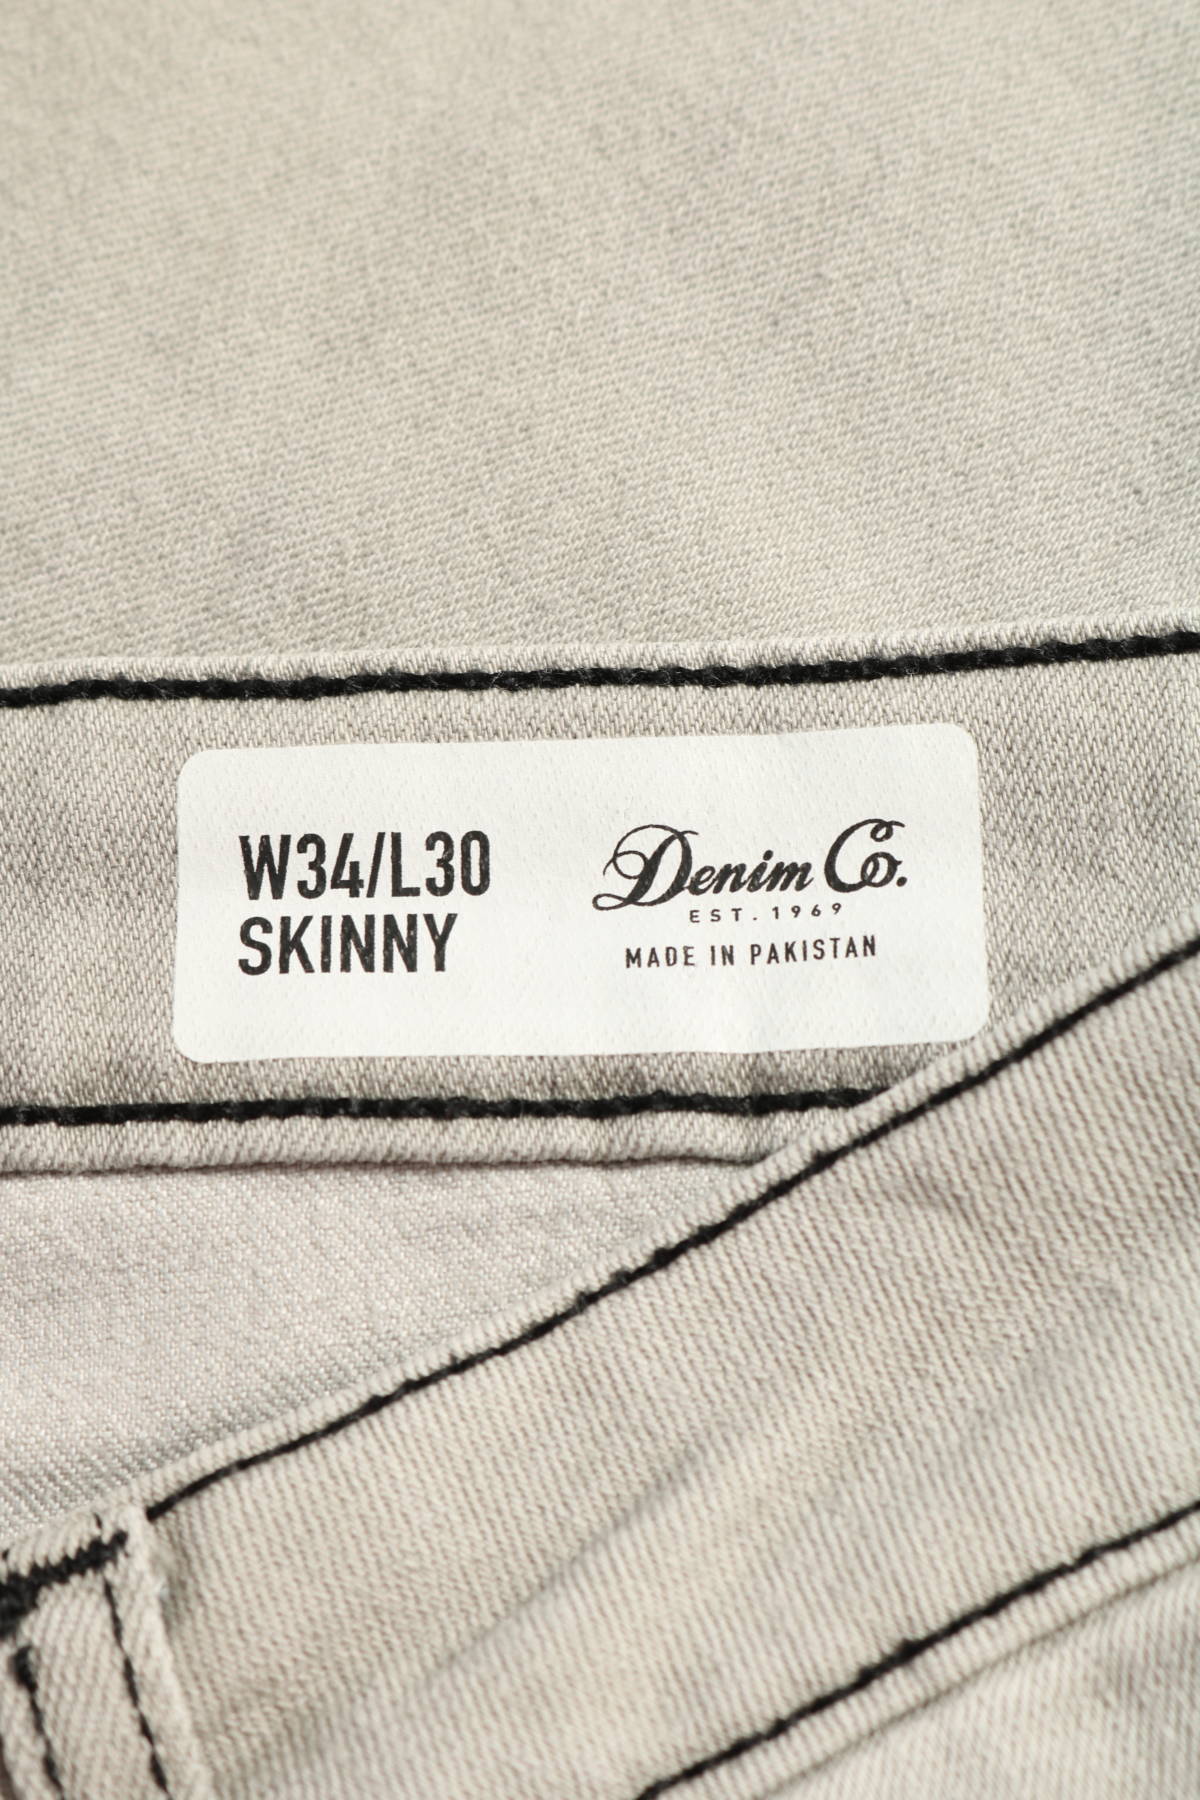 W34/L30
SKINNY
Denim Co.
EST. 1969
MADE IN PAKISTAN